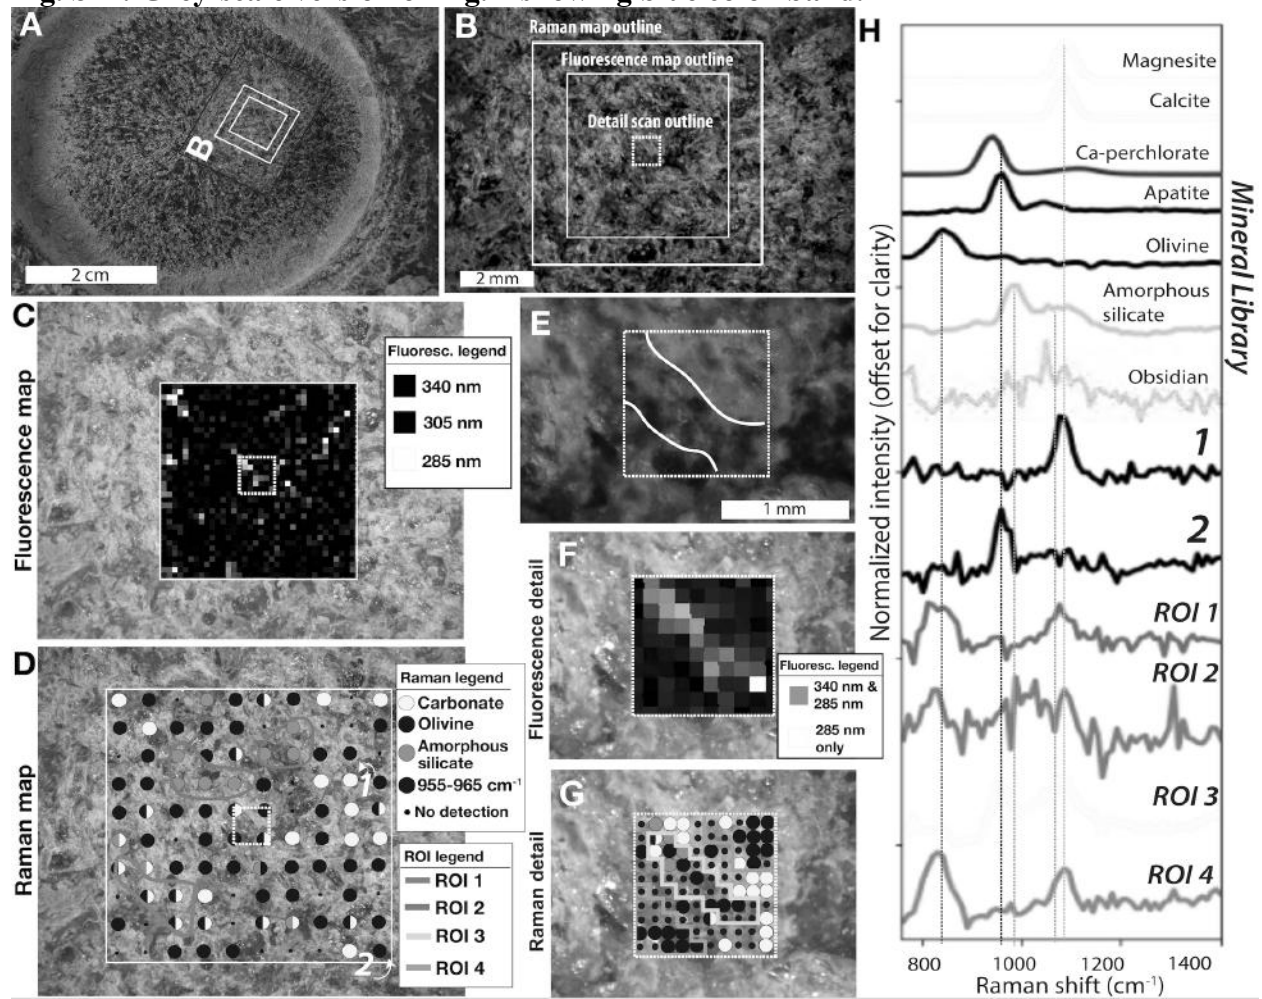 A
B
2 cm
B
Raman map outline
Fluorescence map outline
Detail scan outline
2 mm
C
Fluorescence map
Fluoresc. legend
340 nm
305 nm
285 nm
D
Raman map
1
2
Raman legend
Carbonate
Olivine
Amorphous
silicate
955-965 cm⁻¹
No detection
ROI legend
ROI 1
ROI 2
ROI 3
ROI 4
E
1 mm
F
Fluorescence detail
Fluoresc. legend
340 nm &
285 nm
285 nm
only
G
Raman detail
H
Normalized intensity (offset for clarity)
Mineral Library
Magnesite
Calcite
Ca-perchlorate
Apatite
Olivine
Amorphous
silicate
Obsidian
1
2
ROI 1
ROI 2
ROI 3
ROI 4
800
1000
1200
1400
Raman shift (cm⁻¹)